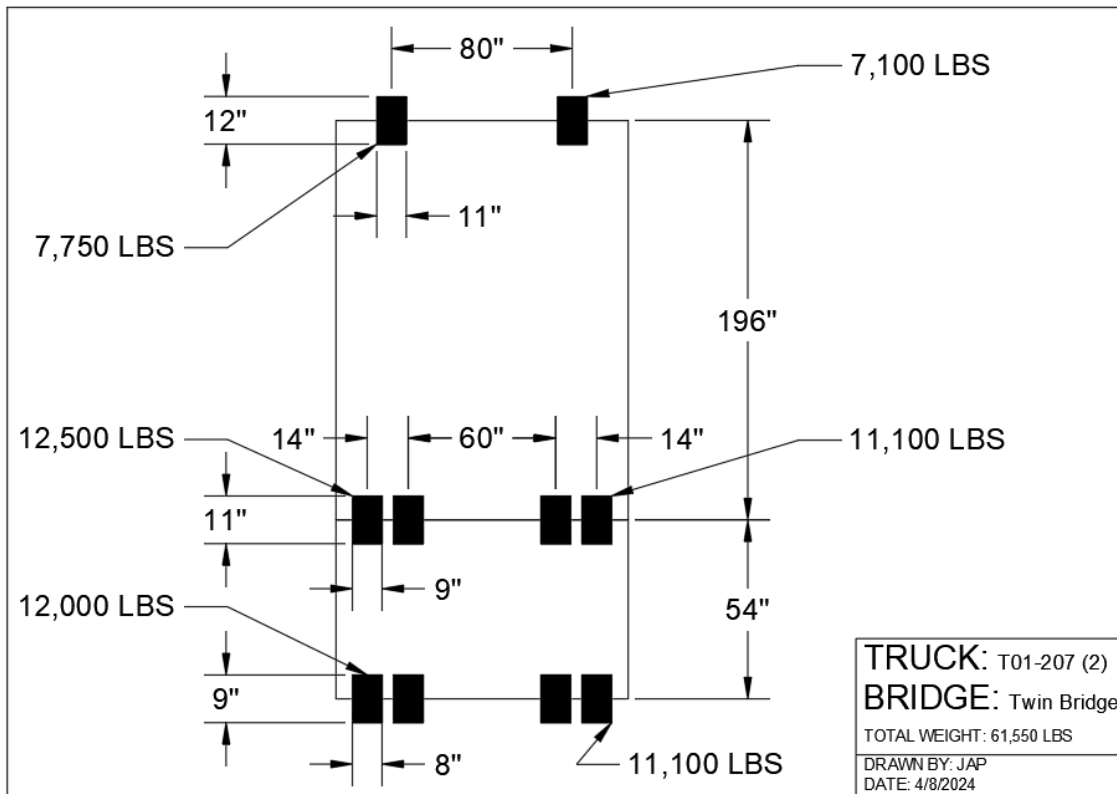 80"
7,100 LBS
12"
11"
7,750 LBS
196"
12,500 LBS
14"
60"
14"
11,100 LBS
11"
9"
12,000 LBS
54"
9"
8"
11,100 LBS
TRUCK: T01-207 (2)
BRIDGE: Twin Bridge
TOTAL WEIGHT: 61,550 LBS
DRAWN BY: JAP
DATE: 4/8/2024